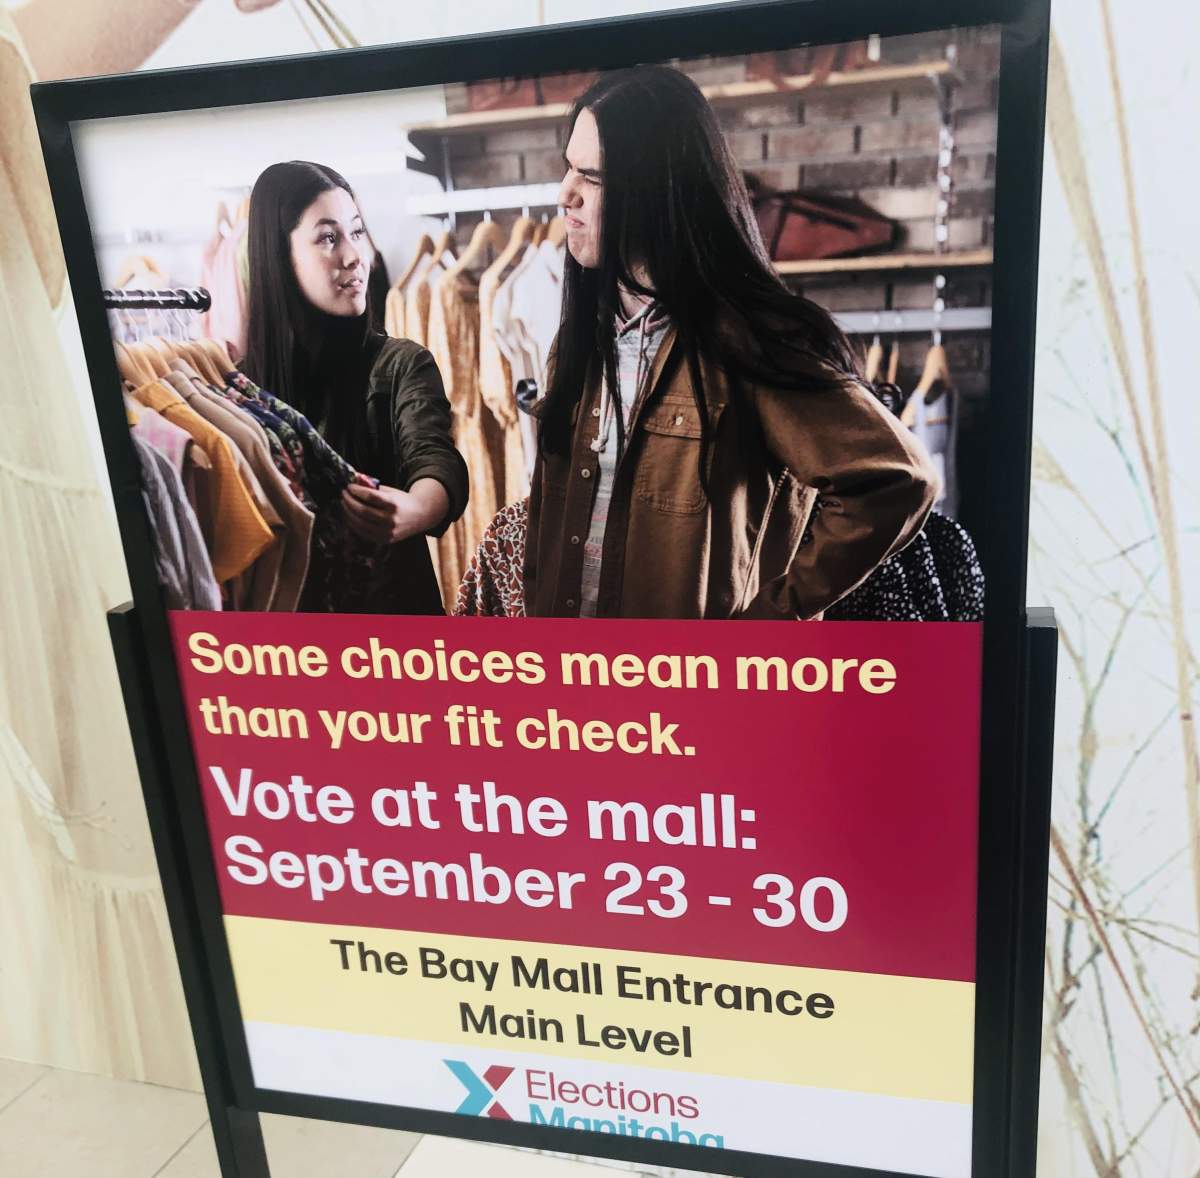 Some choices mean more
than your fit check.
Vote at the mall:
September 23 - 30
The Bay Mall Entrance
Main Level
Elections
Manitoba